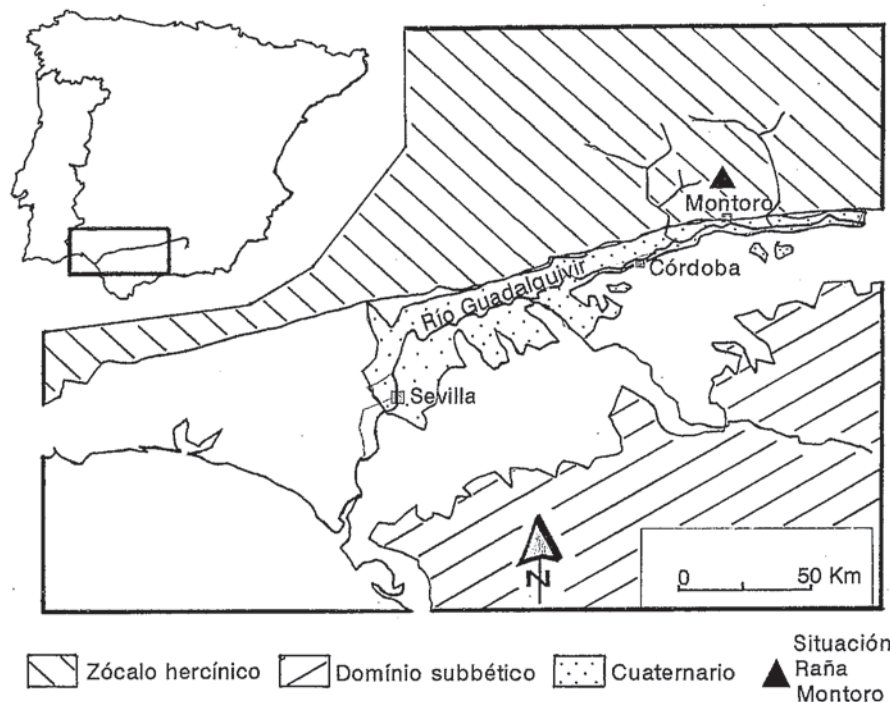 Montoro
Córdoba
Río Guadalquivir
Sevilla
N
0 50 Km
Zócalo hercínico
Domínio subbético
Cuaternario
Situación
Raña
Montoro